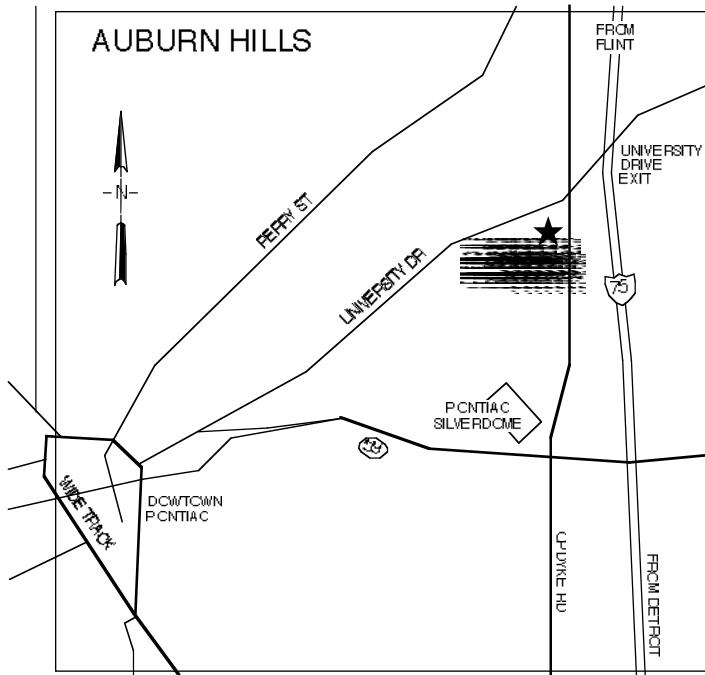 AUBURN HILLS
FROM
FLINT
UNIVERSITY
DRIVE
EXIT
-N-
PERRY ST
UNIVERSITY DR
75
PONTIAC
SILVERDOME
59
WIDE TRACK
DOWTOWN
PONTIAC
OPDYKE RD
FROM DETROIT